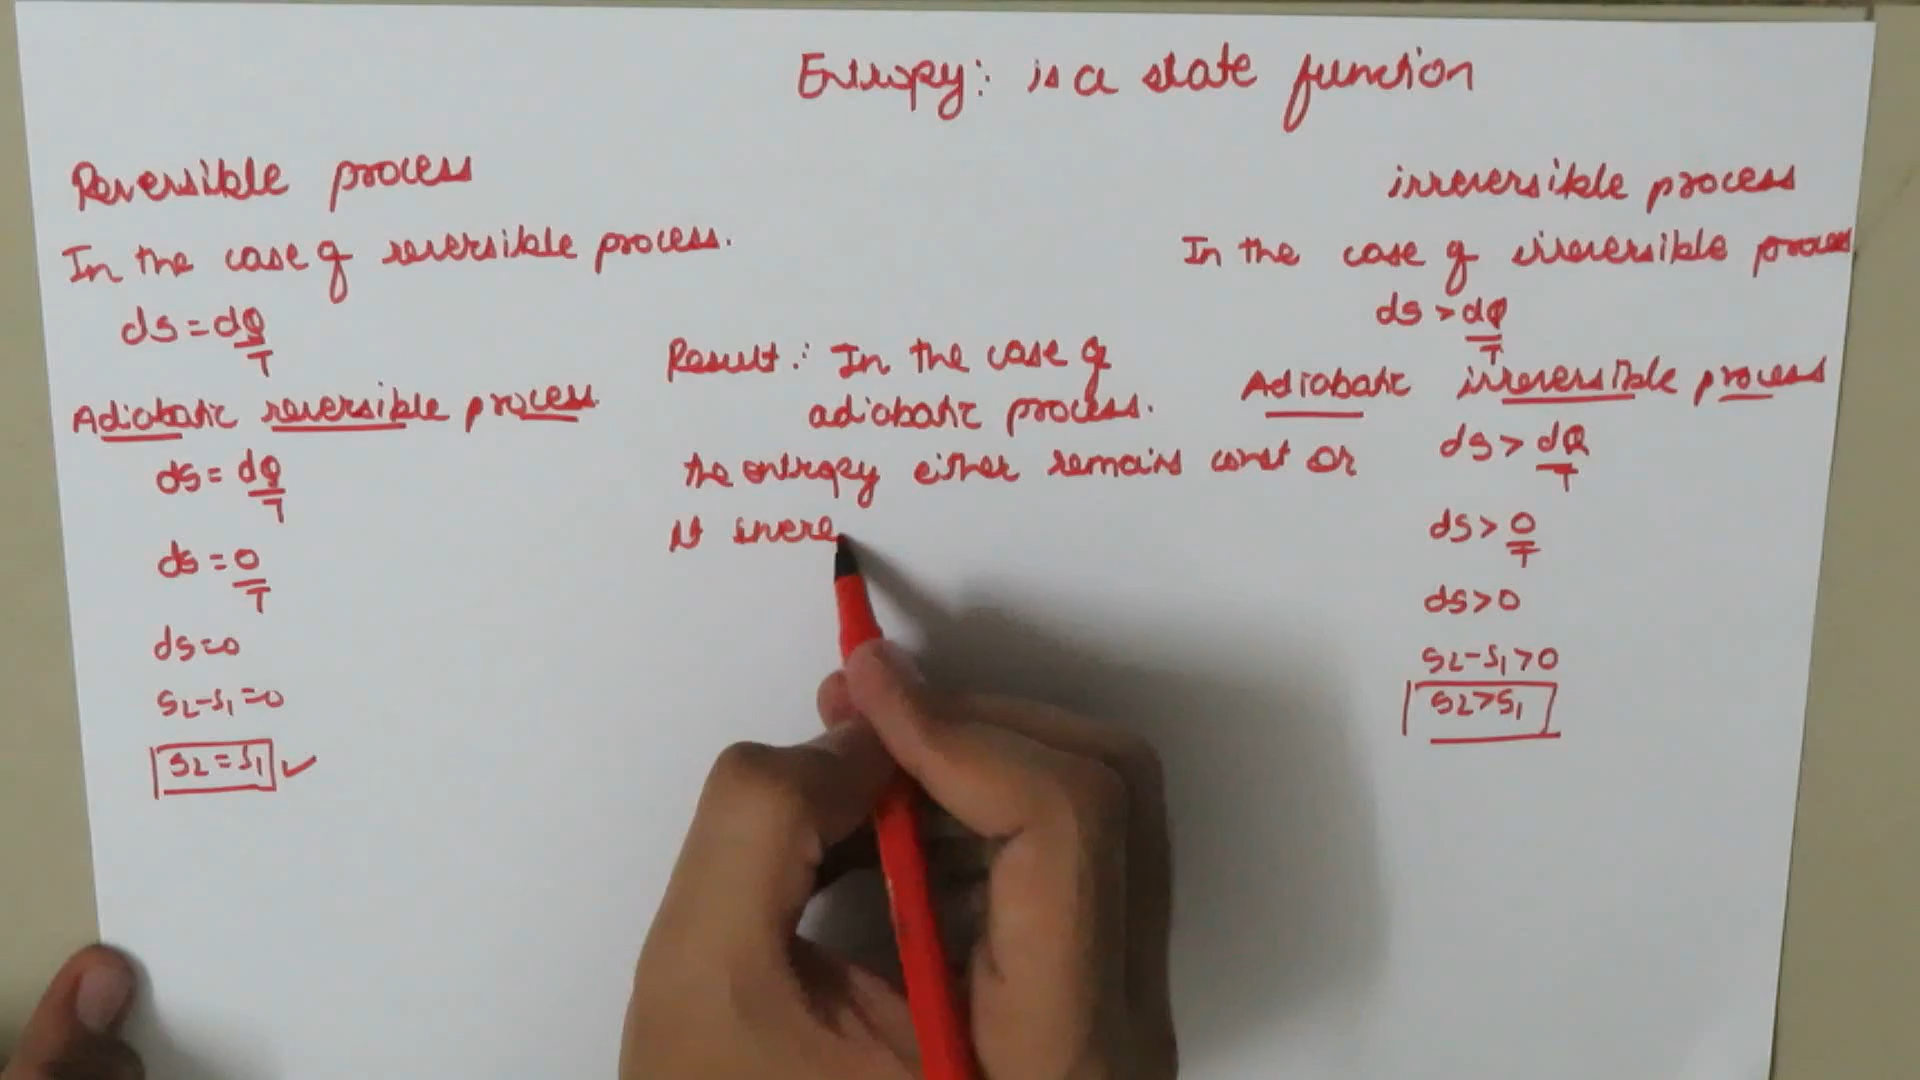 Entropy: is a state function
Reversible process
In the case of reversible process.
ds = dQ/T
Adiabatic reversible process.
ds = dQ/T
ds = 0/T
ds=0
S2-S1=0
S2=S1 ✓
Result: In the case of
adiabatic process.
the entropy either remains const or
it incre
irreversible process
In the case of irreversible process
ds > dQ/T
Adiabatic irreversible process
ds > dQ/T
ds > 0/T
ds>0
S2-S1>0
S2>S1